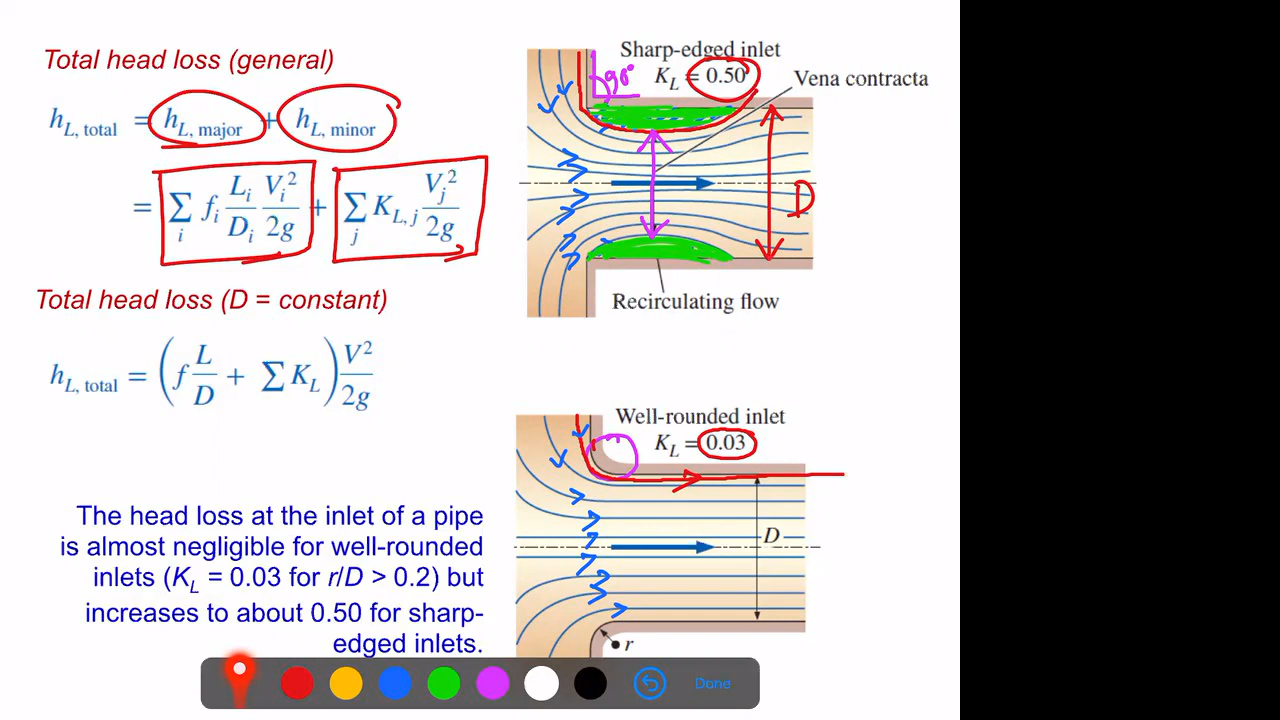 Total head loss (general)
h_L, total = h_L, major + h_L, minor
= ∑_i f_i L_i/D_i V_i²/2g + ∑_j K_L,j V_j²/2g
Total head loss (D = constant)
h_L, total = (f L/D + ∑ K_L) V²/2g
The head loss at the inlet of a pipe
is almost negligible for well-rounded
inlets (K_L = 0.03 for r/D > 0.2) but
increases to about 0.50 for sharp-
edged inlets.
Sharp-edged inlet
K_L = 0.50
90°
Vena contracta
D
Recirculating flow
Well-rounded inlet
K_L = 0.03
D
r
Done